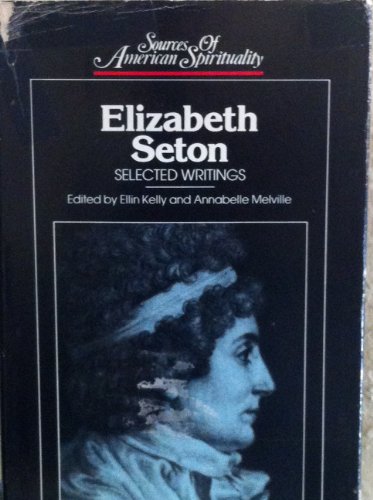 Sources Of
American Spirituality
Elizabeth
Seton
SELECTED WRITINGS
Edited by Ellin Kelly and Annabelle Melville